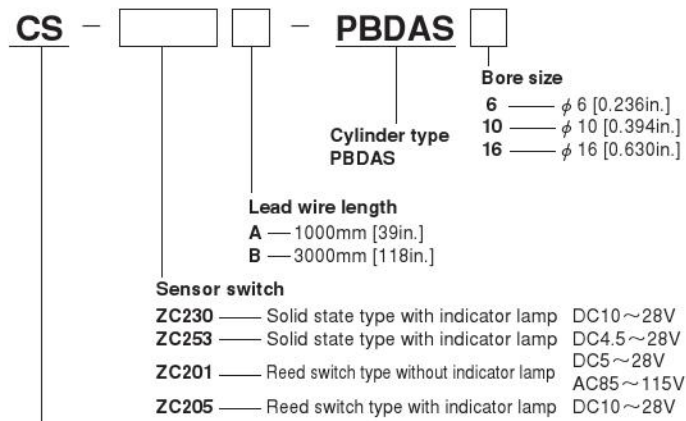 CS - - PBDAS
Bore size
6 φ 6 [0.236in.]
10 φ 10 [0.394in.]
16 φ 16 [0.630in.]
Cylinder type
PBDAS
Lead wire length
A 1000mm [39in.]
B 3000mm [118in.]
Sensor switch
ZC230 Solid state type with indicator lamp DC10～28V
ZC253 Solid state type with indicator lamp DC4.5～28V
ZC201 Reed switch type without indicator lamp DC5～28V
AC85～115V
ZC205 Reed switch type with indicator lamp DC10～28V